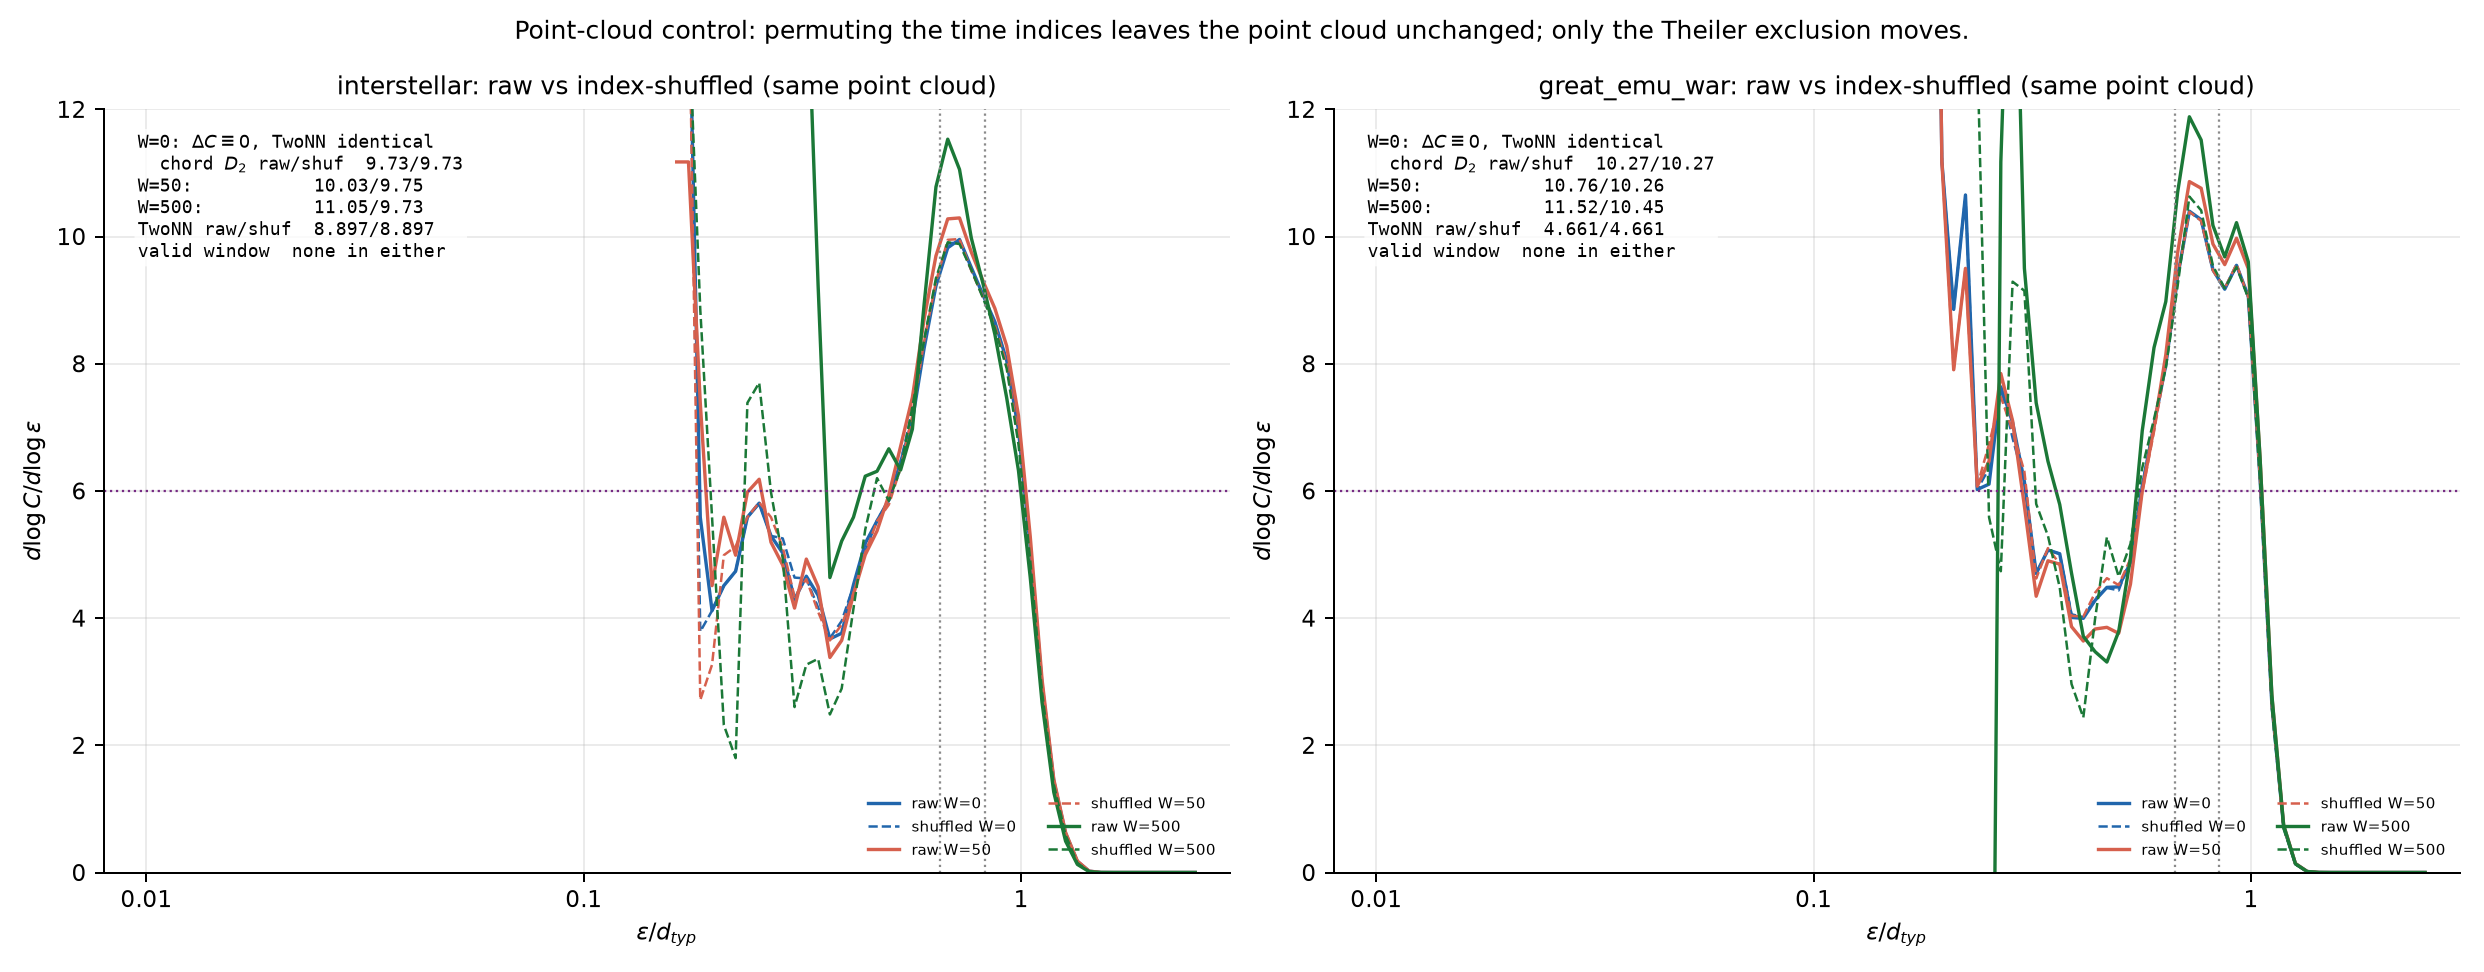 Point-cloud control: permuting the time indices leaves the point cloud unchanged; only the Theiler exclusion moves.
interstellar: raw vs index-shuffled (same point cloud)
12
10
8
6
4
2
0
d log C/d log ε
W=0: ΔC ≡ 0, TwoNN identical
chord D₂ raw/shuf 9.73/9.73
W=50: 10.03/9.75
W=500: 11.05/9.73
TwoNN raw/shuf 8.897/8.897
valid window none in either
raw W=0
shuffled W=0
raw W=50
shuffled W=50
raw W=500
shuffled W=500
0.01
0.1
1
ε/d_typ
great_emu_war: raw vs index-shuffled (same point cloud)
12
10
8
6
4
2
0
d log C/d log ε
W=0: ΔC ≡ 0, TwoNN identical
chord D₂ raw/shuf 10.27/10.27
W=50: 10.76/10.26
W=500: 11.52/10.45
TwoNN raw/shuf 4.661/4.661
valid window none in either
raw W=0
shuffled W=0
raw W=50
shuffled W=50
raw W=500
shuffled W=500
0.01
0.1
1
ε/d_typ